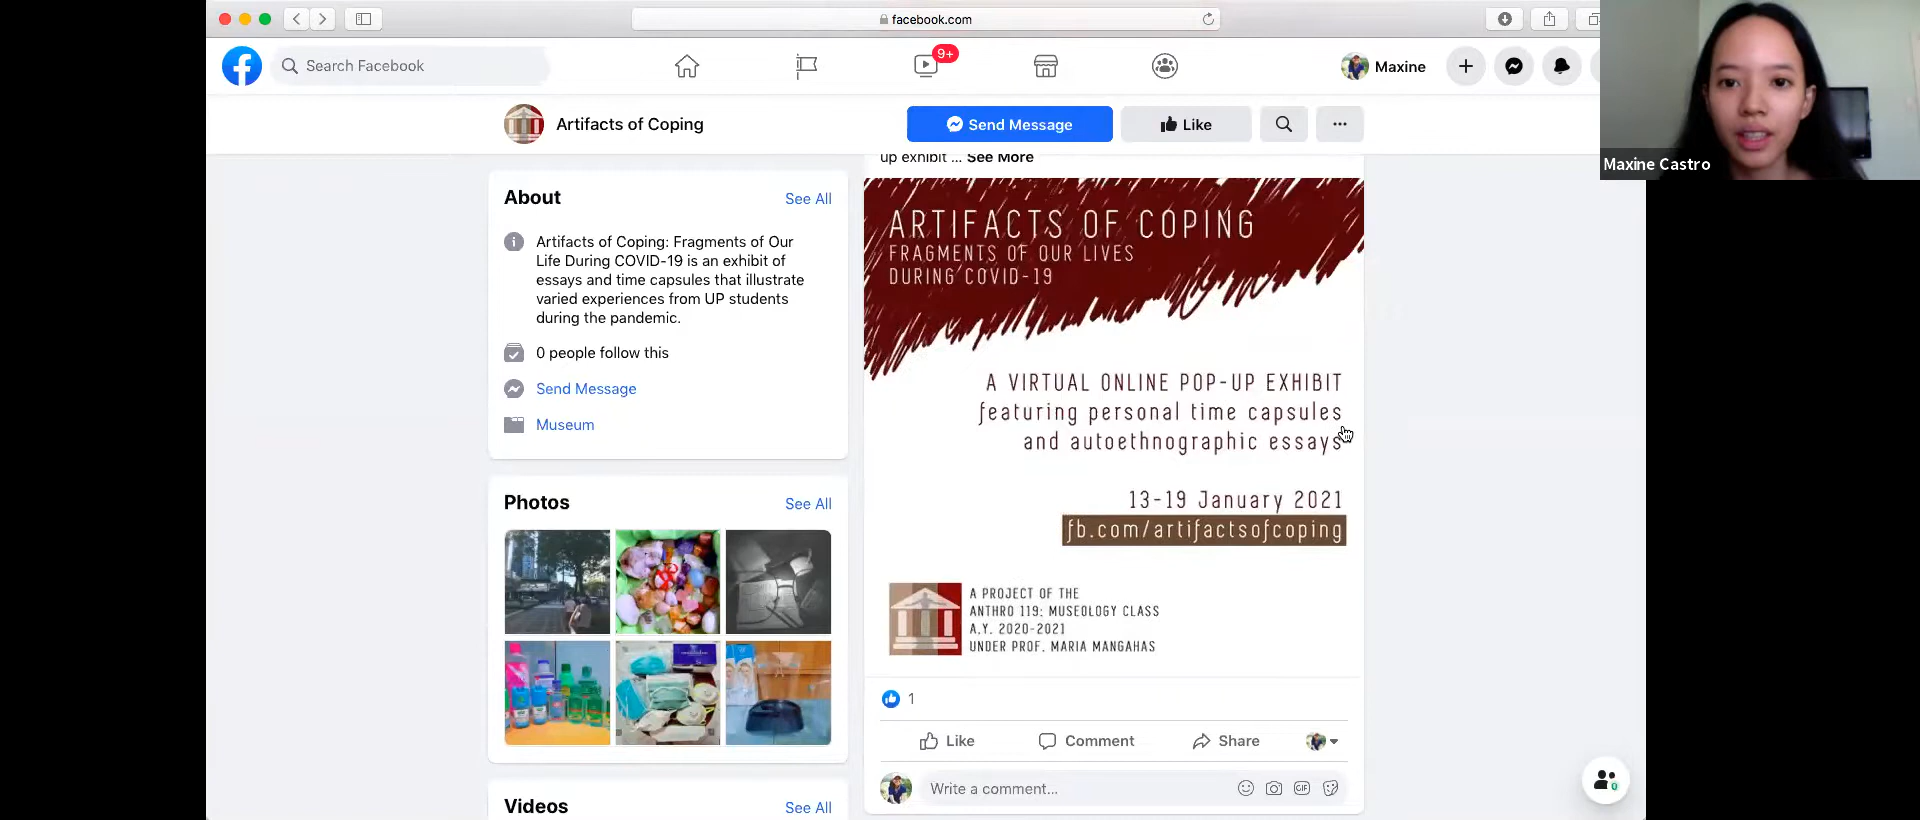 facebook.com
Search Facebook
9+
Maxine
Artifacts of Coping
Send Message
Like
Maxine Castro
up exhibit ... See More
About
See All
Artifacts of Coping: Fragments of Our
Life During COVID-19 is an exhibit of
essays and time capsules that illustrate
varied experiences from UP students
during the pandemic.
0 people follow this
Send Message
Museum
Photos
See All
Videos
See All
ARTIFACTS OF COPING
FRAGMENTS OF OUR LIVES
DURING COVID-19
A VIRTUAL ONLINE POP-UP EXHIBIT
featuring personal time capsules
and autoethnographic essays
13-19 January 2021
fb.com/artifactsofcoping
A PROJECT OF THE
ANTHRO 119: MUSEOLOGY CLASS
A.Y. 2020-2021
UNDER PROF. MARIA MANGAHAS
1
Like
Comment
Share
Write a comment...
GIF
0